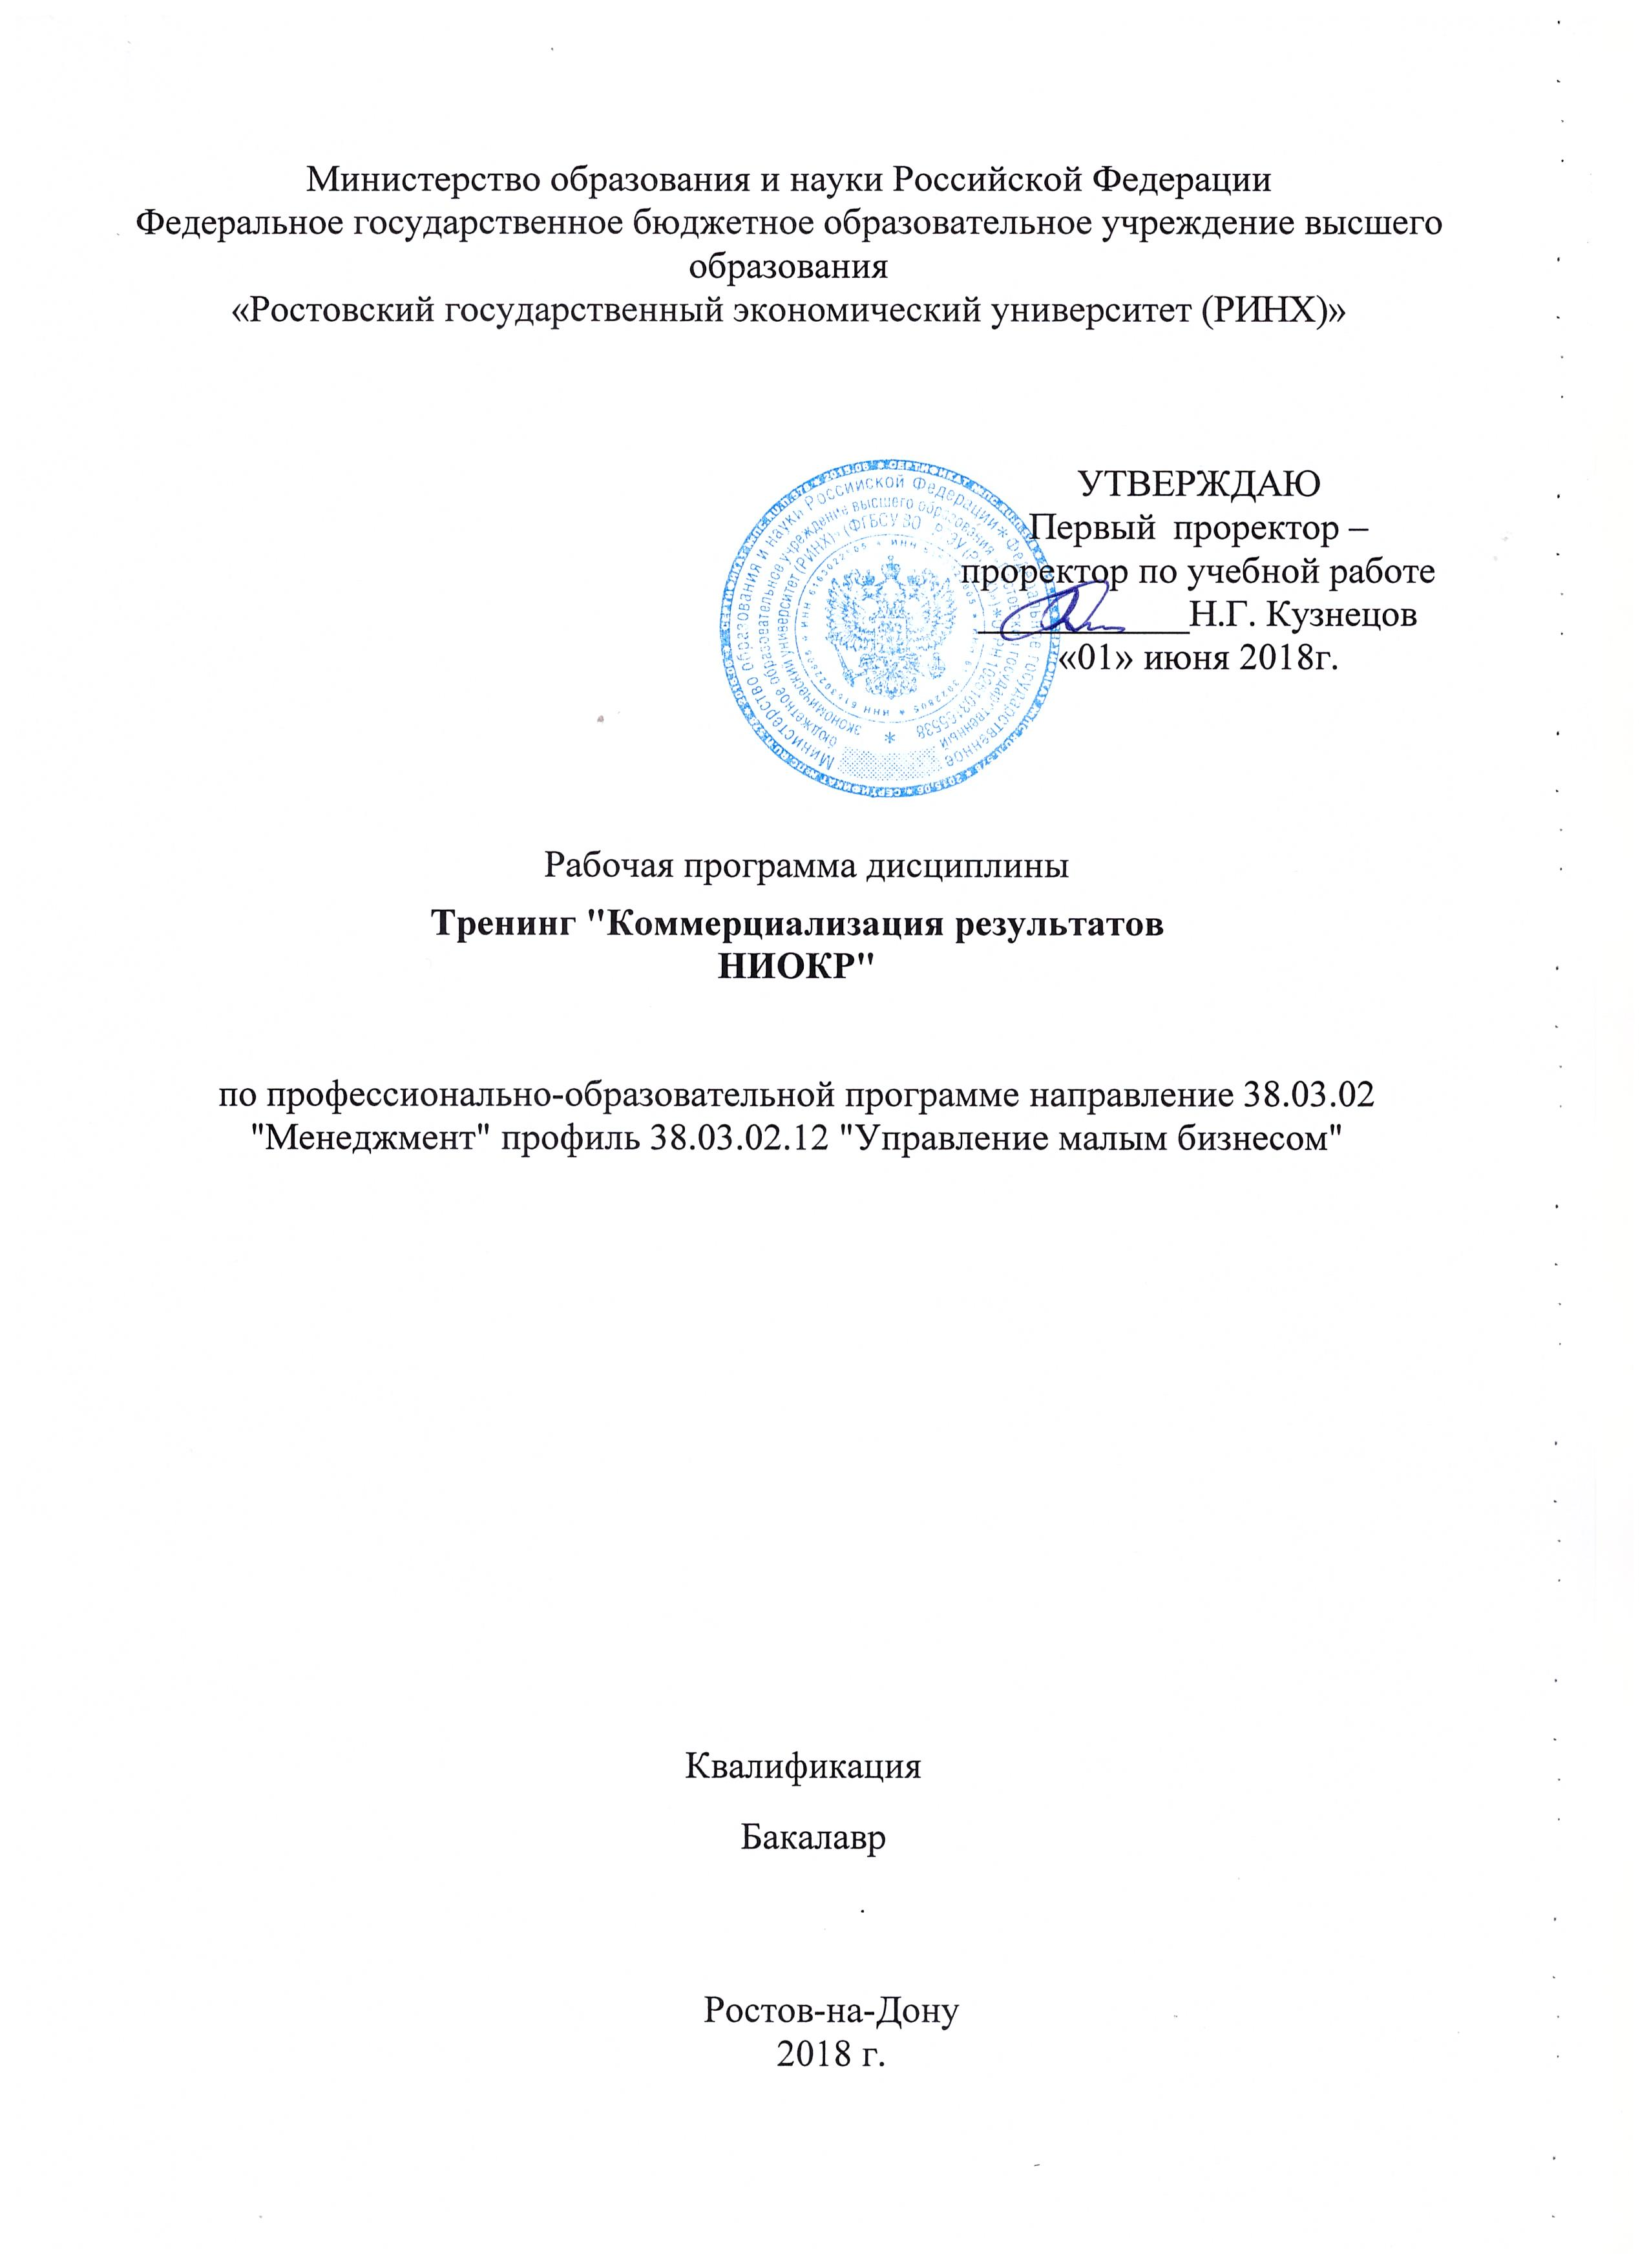 Министерство образования и науки Российской Федерации
Федеральное государственное бюджетное образовательное учреждение высшего
образования
«Ростовский государственный экономический университет (РИНХ)»
УТВЕРЖДАЮ
Первый проректор –
проректор по учебной работе
____________Н.Г. Кузнецов
«01» июня 2018г.
Рабочая программа дисциплины
Тренинг "Коммерциализация результатов
НИОКР"
по профессионально-образовательной программе направление 38.03.02
"Менеджмент" профиль 38.03.02.12 "Управление малым бизнесом"
Квалификация
Бакалавр
Ростов-на-Дону
2018 г.